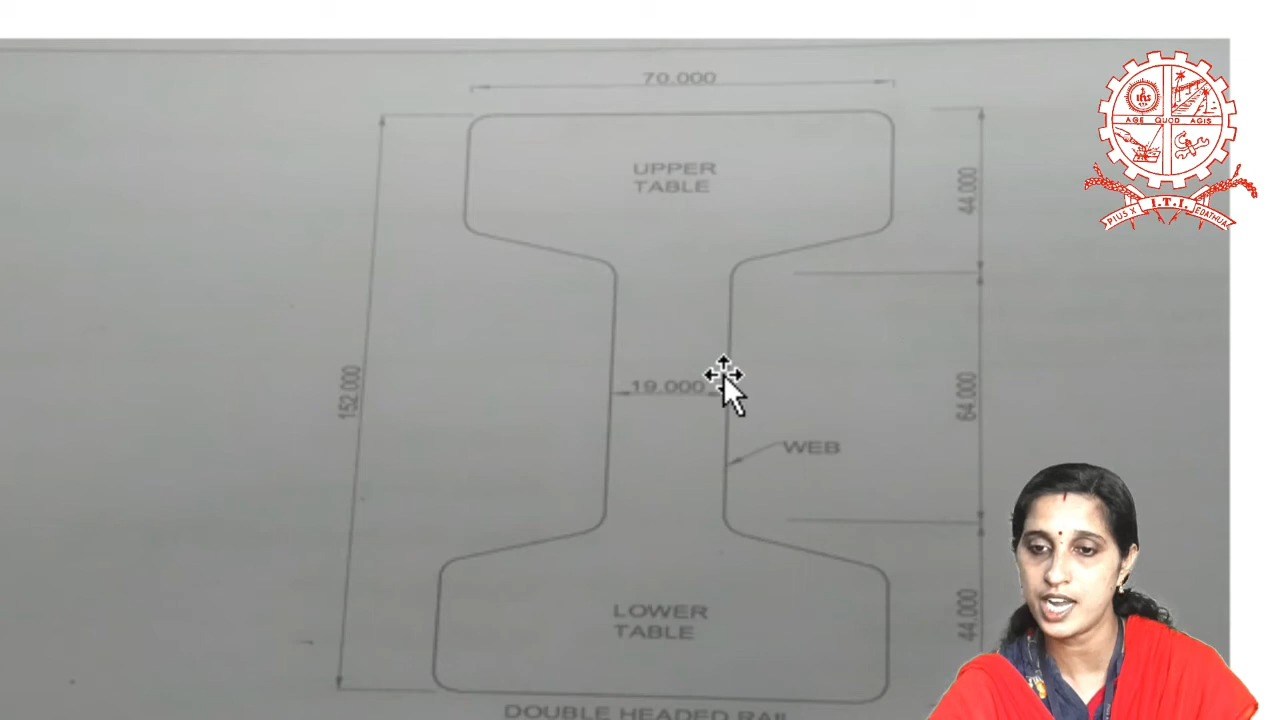 70.000
UPPER
TABLE
44.000
152.000
19.000
64.000
WEB
LOWER
TABLE
44.000
DOUBLE HEADED RAIL
AGE QUOD AGIS
PIUS X I.T.I. EDATHUA